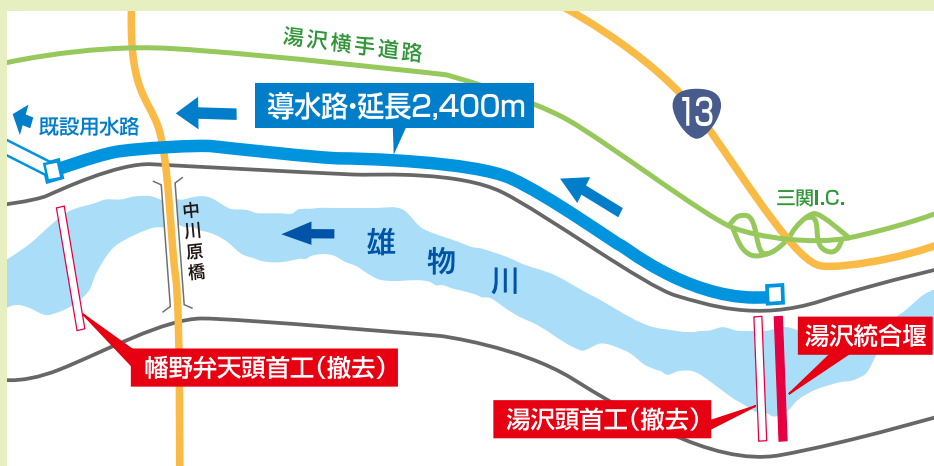 湯沢横手道路
導水路・延長2,400m
13
既設用水路
三関I.C.
中川原橋
雄物川
湯沢統合堰
幡野弁天頭首工(撤去)
湯沢頭首工(撤去)